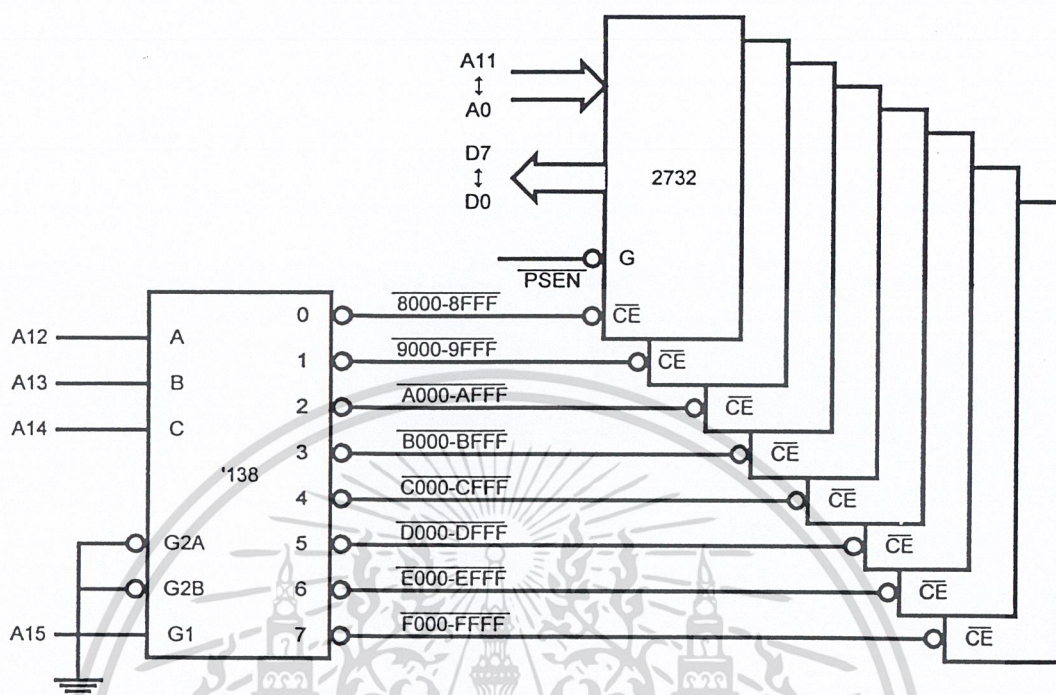 A11
↕
A0
D7
↕
D0
2732
G
PSEN
0 8000-8FFF CE
A12 A
1 9000-9FFF CE
A13 B
2 A000-AFFF CE
A14 C
3 B000-BFFF CE
'138
4 C000-CFFF CE
G2A 5 D000-DFFF CE
G2B 6 E000-EFFF CE
A15 G1 7 F000-FFFF CE